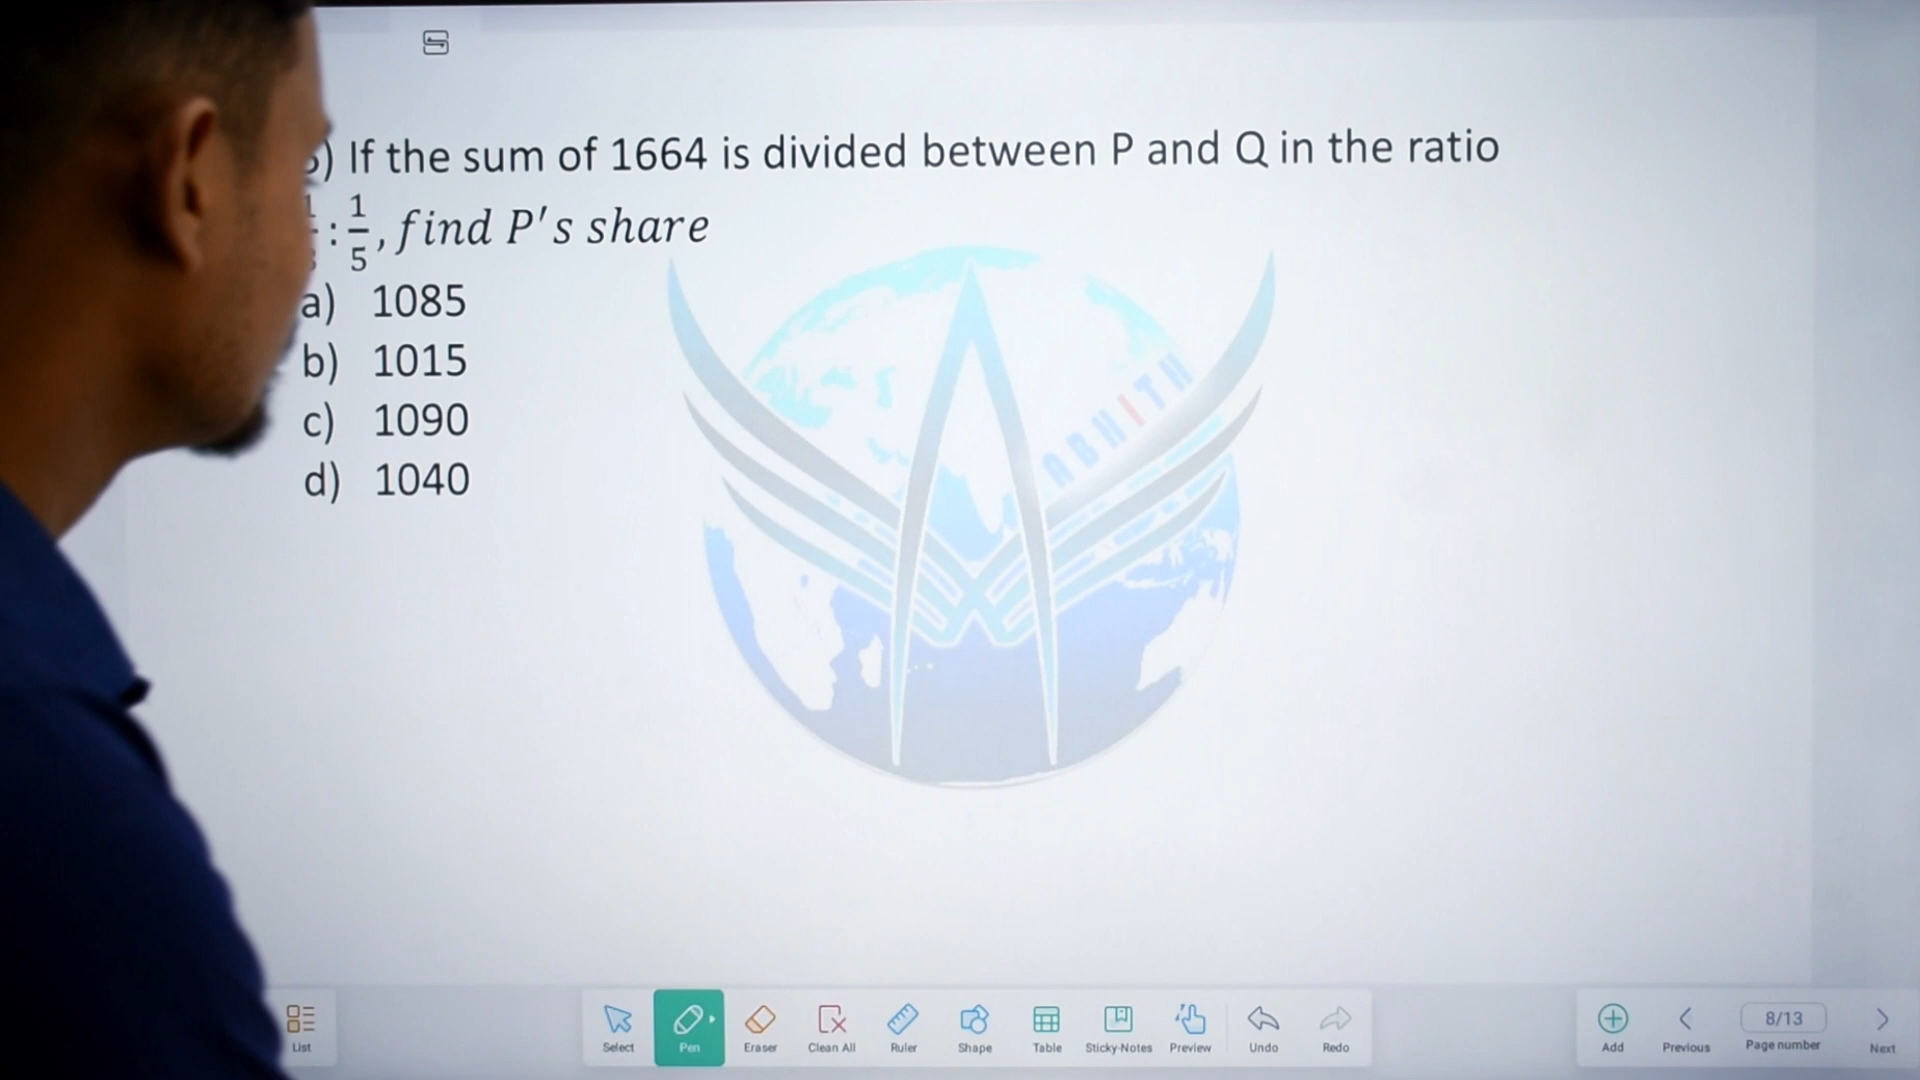 ) If the sum of 1664 is divided between P and Q in the ratio
: 1/5, find P's share
a) 1085
b) 1015
c) 1090
d) 1040
ABHITH
List
Select Pen Eraser Clean All Ruler Shape Table Sticky-Notes Preview Undo Redo
Add Previous 8/13 Page number Next